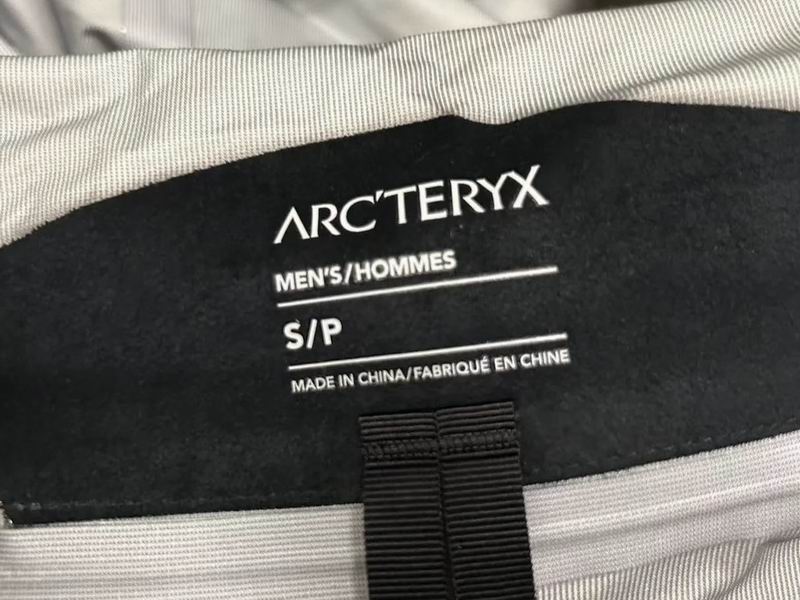 ARC'TERYX
MEN'S/HOMMES
S/P
MADE IN CHINA/FABRIQUÉ EN CHINE